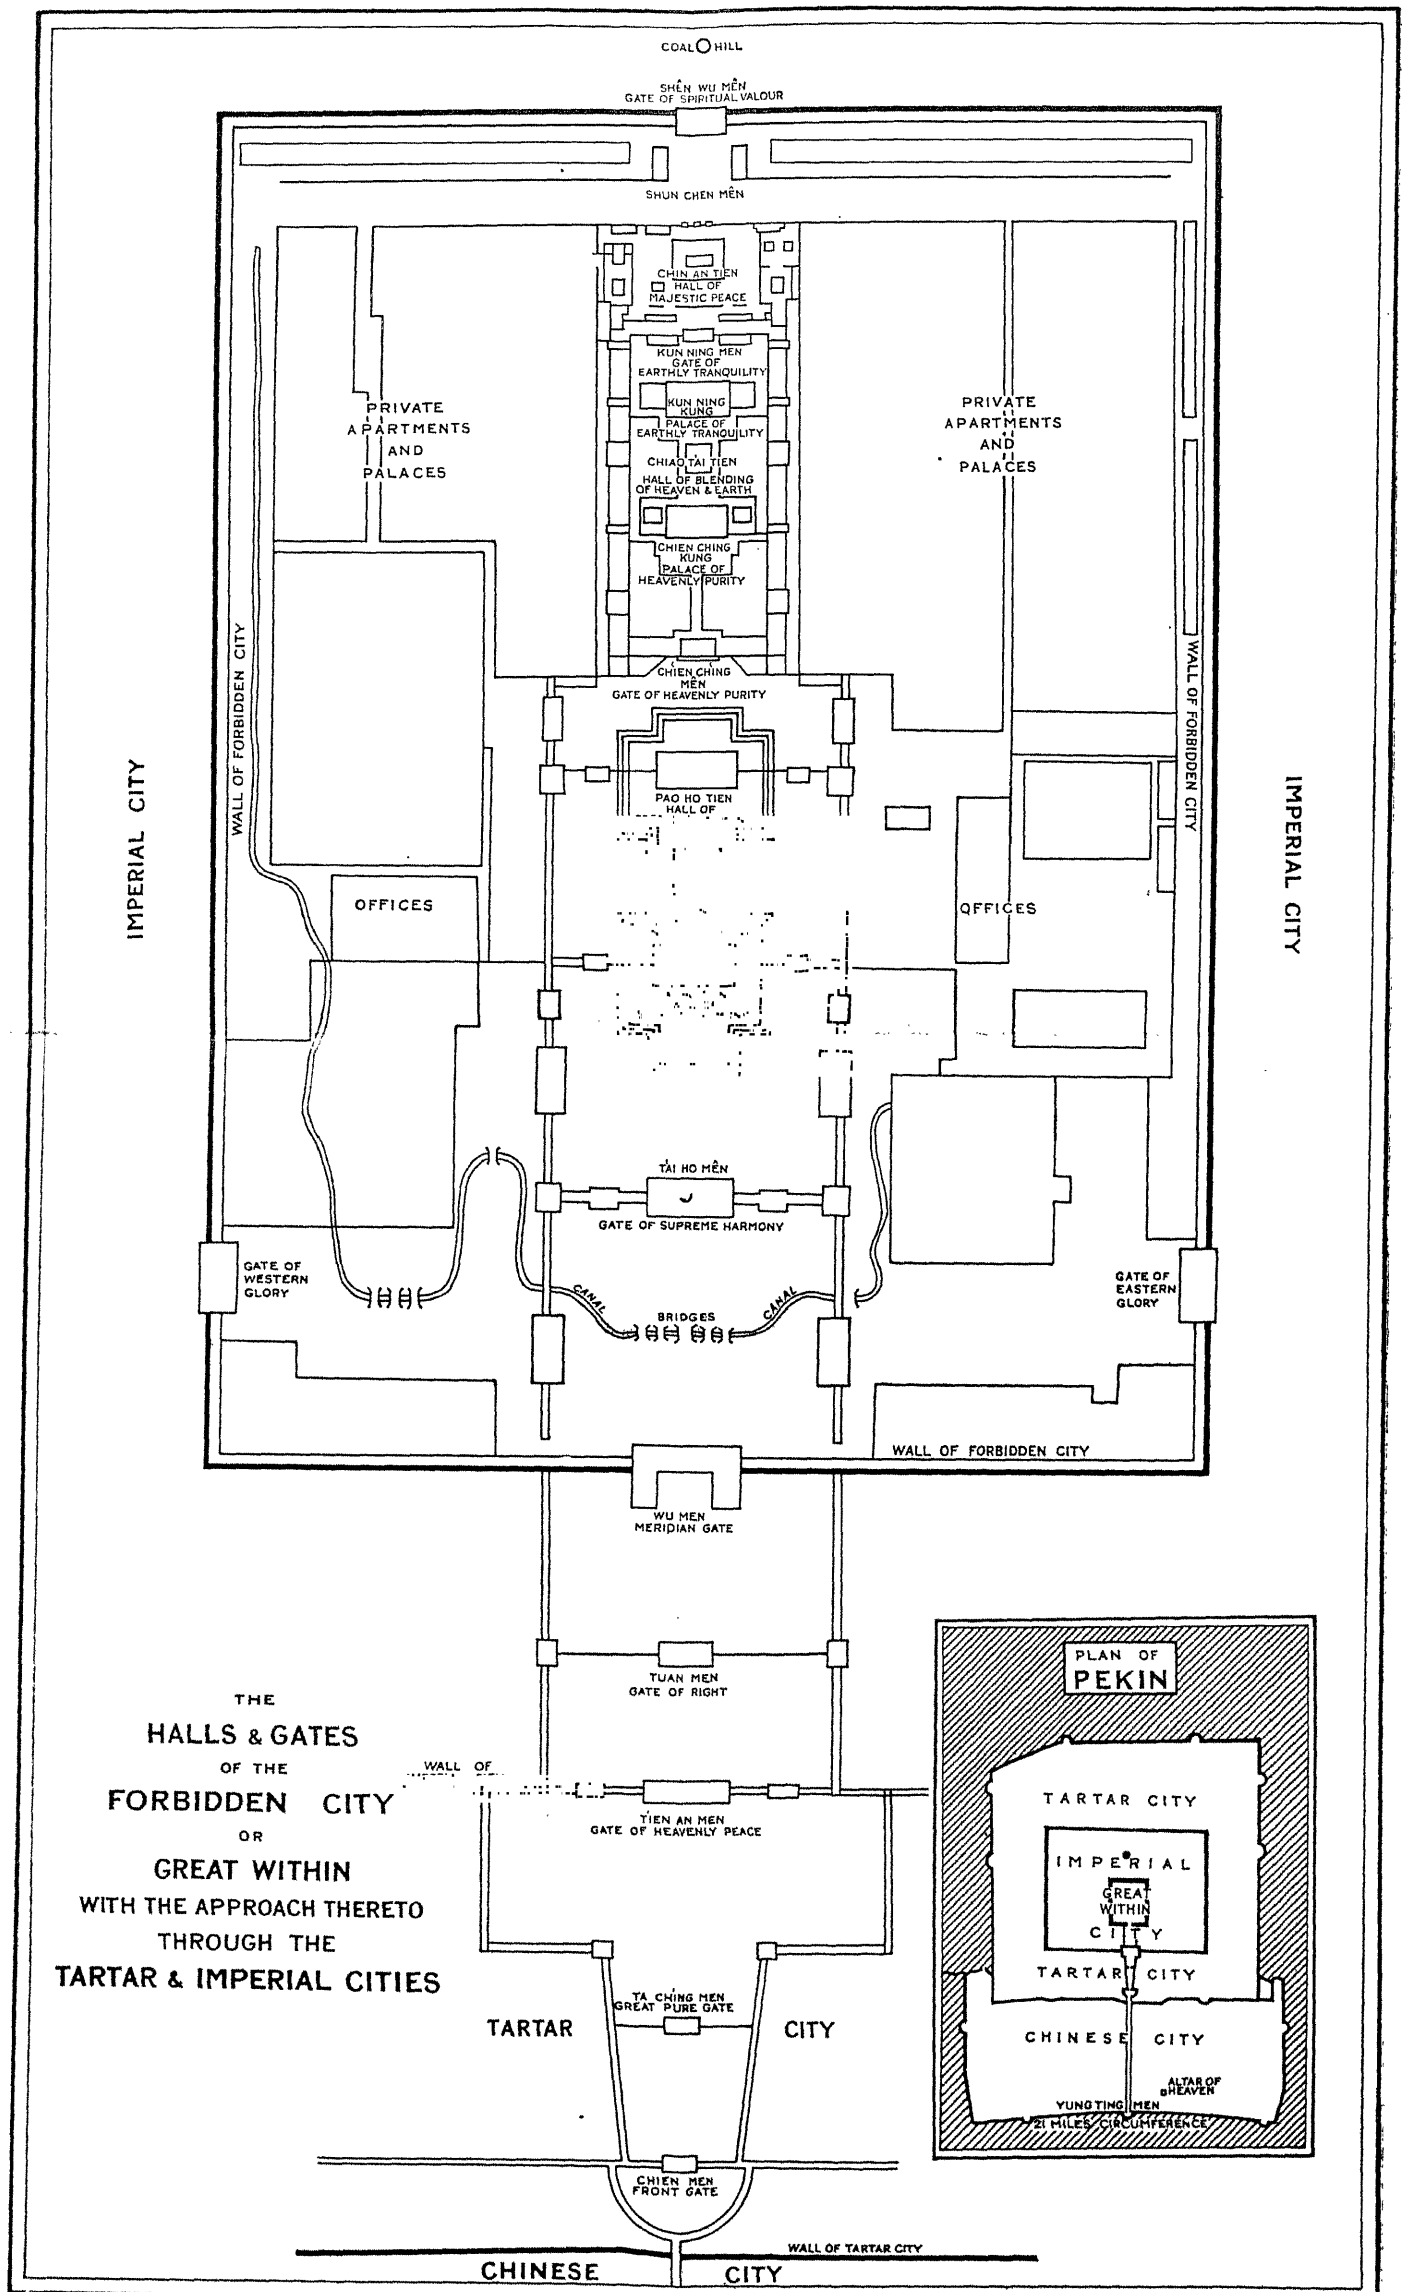 COAL HILL
SHÊN WU MÊN
GATE OF SPIRITUAL VALOUR
SHUN CHEN MÊN
CHIN AN TIEN
HALL OF
MAJESTIC PEACE
KUN NING MEN
GATE OF
EARTHLY TRANQUILITY
KUN NING
KUNG
PALACE OF
EARTHLY TRANQUILITY
CHIAO T'AI TIEN
HALL OF BLENDING
OF HEAVEN & EARTH
CHIEN CHING
KUNG
PALACE OF
HEAVENLY PURITY
PRIVATE
APARTMENTS
AND
PALACES
PRIVATE
APARTMENTS
AND
PALACES
CHIEN CHING
MÊN
GATE OF HEAVENLY PURITY
WALL OF FORBIDDEN CITY
WALL OF FORBIDDEN CITY
IMPERIAL CITY
IMPERIAL CITY
PAO HO TIEN
HALL OF
OFFICES
OFFICES
T'AI HO MÊN
GATE OF SUPREME HARMONY
GATE OF
WESTERN
GLORY
GATE OF
EASTERN
GLORY
CANAL
BRIDGES
CANAL
WALL OF FORBIDDEN CITY
WU MEN
MERIDIAN GATE
TUAN MEN
GATE OF RIGHT
WALL OF
T'IEN AN MEN
GATE OF HEAVENLY PEACE
THE
HALLS & GATES
OF THE
FORBIDDEN CITY
OR
GREAT WITHIN
WITH THE APPROACH THERETO
THROUGH THE
TARTAR & IMPERIAL CITIES
TA CH'ING MEN
GREAT PURE GATE
TARTAR CITY
CHIEN MEN
FRONT GATE
WALL OF TARTAR CITY
CHINESE CITY
PLAN OF
PEKIN
TARTAR CITY
IMPERIAL
GREAT
WITHIN
CITY
TARTAR CITY
CHINESE CITY
ALTAR OF
HEAVEN
YUNG TING MEN
21 MILES CIRCUMFERENCE